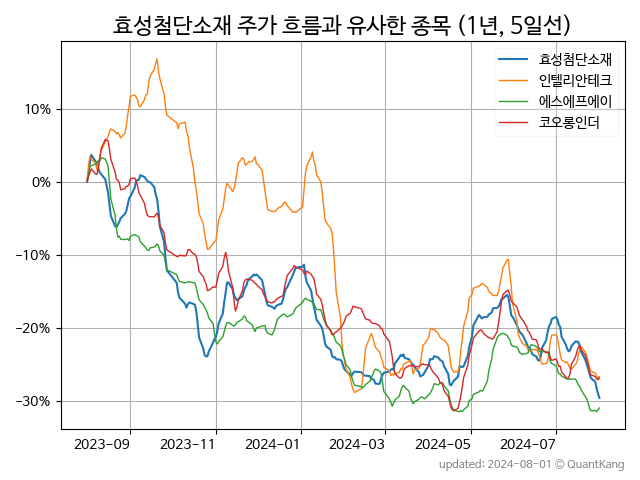 효성첨단소재 주가 흐름과 유사한 종목 (1년, 5일선)
효성첨단소재
인텔리안테크
에스에프에이
코오롱인더
10%
0%
−10%
−20%
−30%
2023-09 2023-11 2024-01 2024-03 2024-05 2024-07
updated: 2024-08-01 © QuantKang